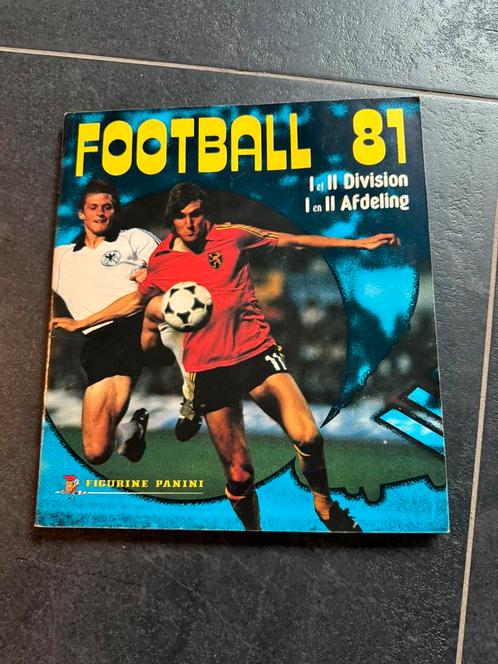 FOOTBALL 81
I et II Division
I en II Afdeling
11
FIGURINE PANINI